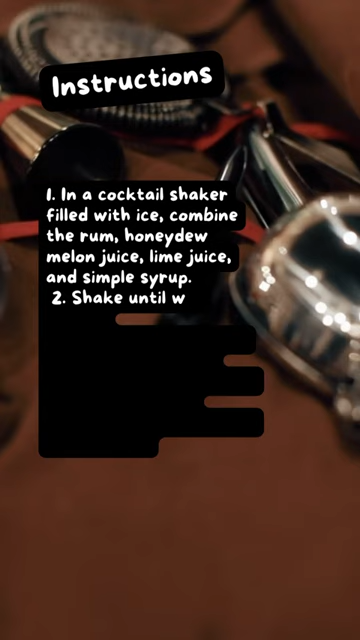 Instructions
1. In a cocktail shaker
filled with ice, combine
the rum, honeydew
melon juice, lime juice,
and simple syrup.
2. Shake until w